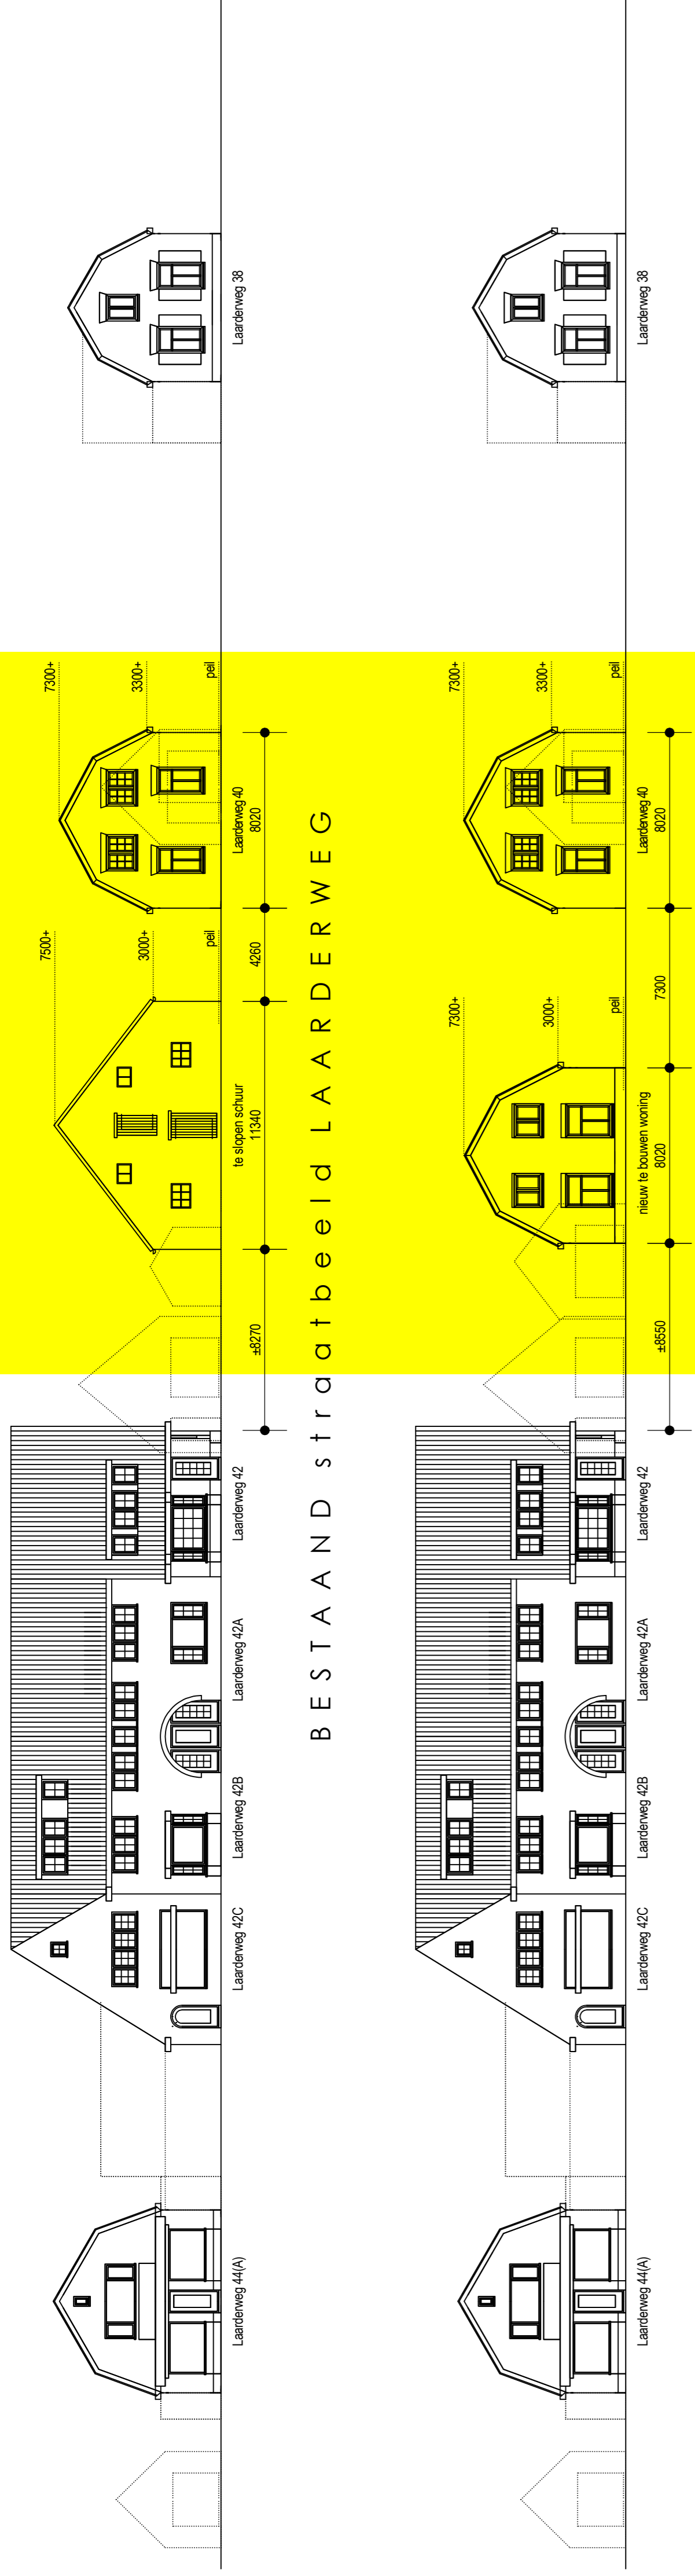 7500+ 7300+
3000+ 3300+
peil peil
Laarderweg 44(A) Laarderweg 42C Laarderweg 42B Laarderweg 42A Laarderweg 42 te slopen schuur Laarderweg 40 Laarderweg 38
±8270 11340 4260 8020
BESTAAND straatbeeld LAARDERWEG
7300+ 7300+
3000+ 3300+
peil peil
Laarderweg 44(A) Laarderweg 42C Laarderweg 42B Laarderweg 42A Laarderweg 42 nieuw te bouwen woning Laarderweg 40 Laarderweg 38
±8550 8020 7300 8020